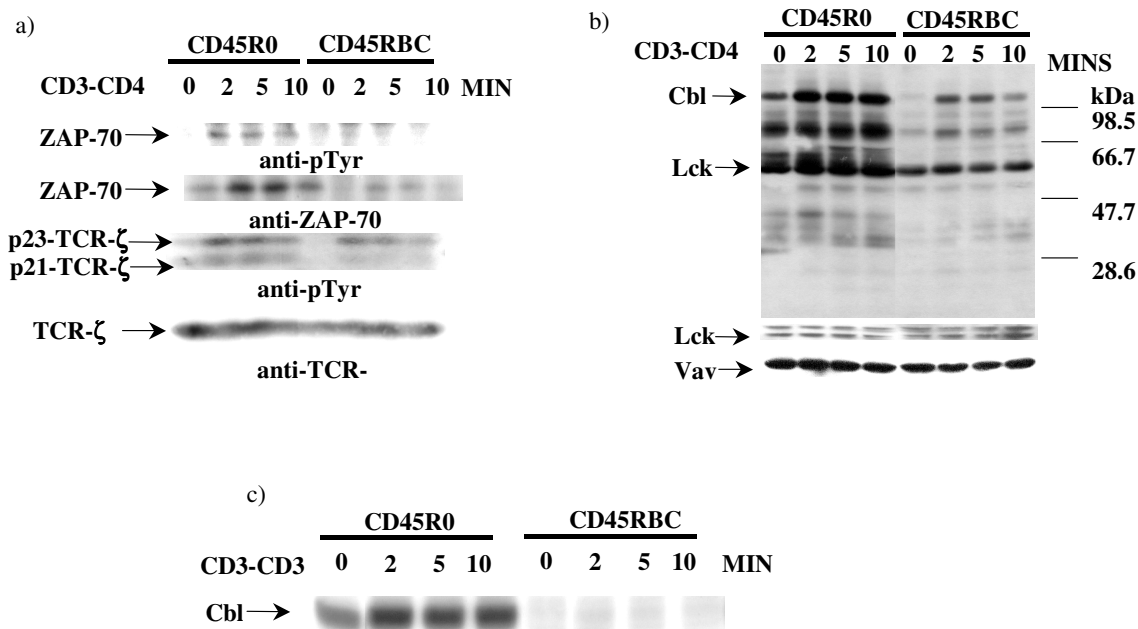 a)
CD45R0 CD45RBC
CD3-CD4 0 2 5 10 0 2 5 10 MIN
ZAP-70
anti-pTyr
ZAP-70
anti-ZAP-70
p23-TCR-ζ
p21-TCR-ζ
anti-pTyr
TCR-ζ
anti-TCR-
b)
CD45R0 CD45RBC
CD3-CD4 0 2 5 10 0 2 5 10 MINS
Cbl kDa
98.5
66.7
Lck
47.7
28.6
Lck
Vav
c)
CD45R0 CD45RBC
CD3-CD3 0 2 5 10 0 2 5 10 MIN
Cbl